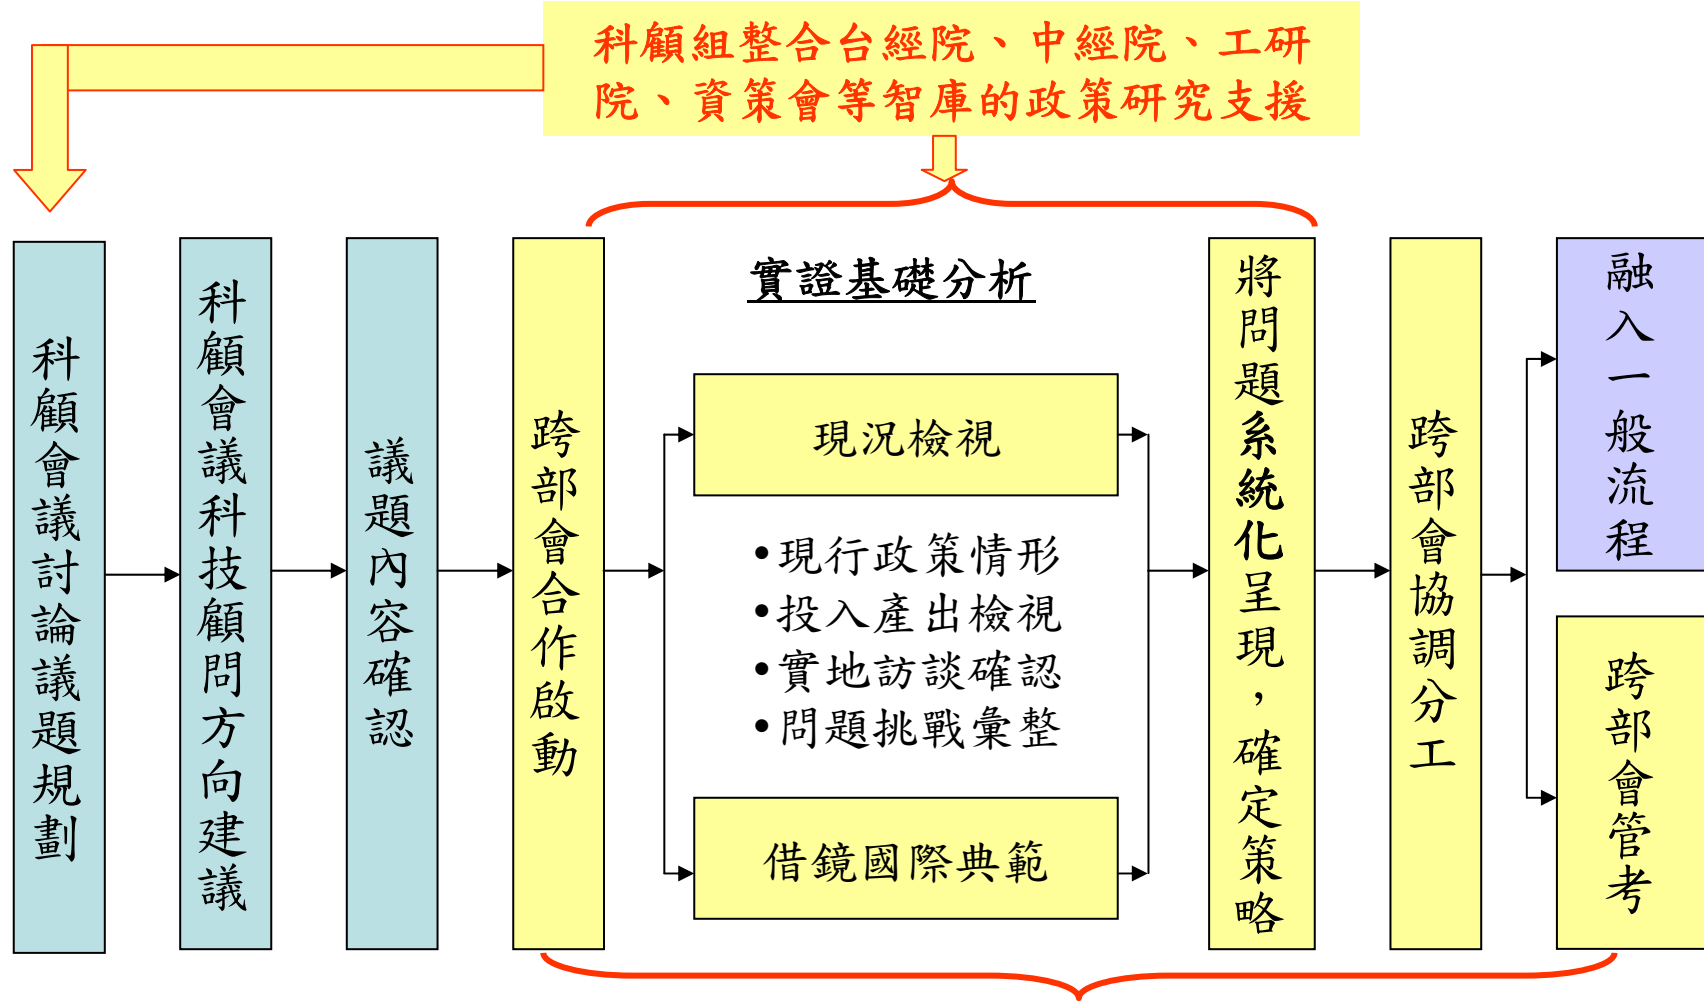 科顧組整合台經院、中經院、工研
院、資策會等智庫的政策研究支援
科顧會議討論議題規劃
科顧會議科技顧問方向建議
議題內容確認
跨部會合作啟動
實證基礎分析
現況檢視
•現行政策情形
•投入產出檢視
•實地訪談確認
•問題挑戰彙整
借鏡國際典範
將問題系統化呈現，確定策略
跨部會協調分工
融入一般流程
跨部會管考